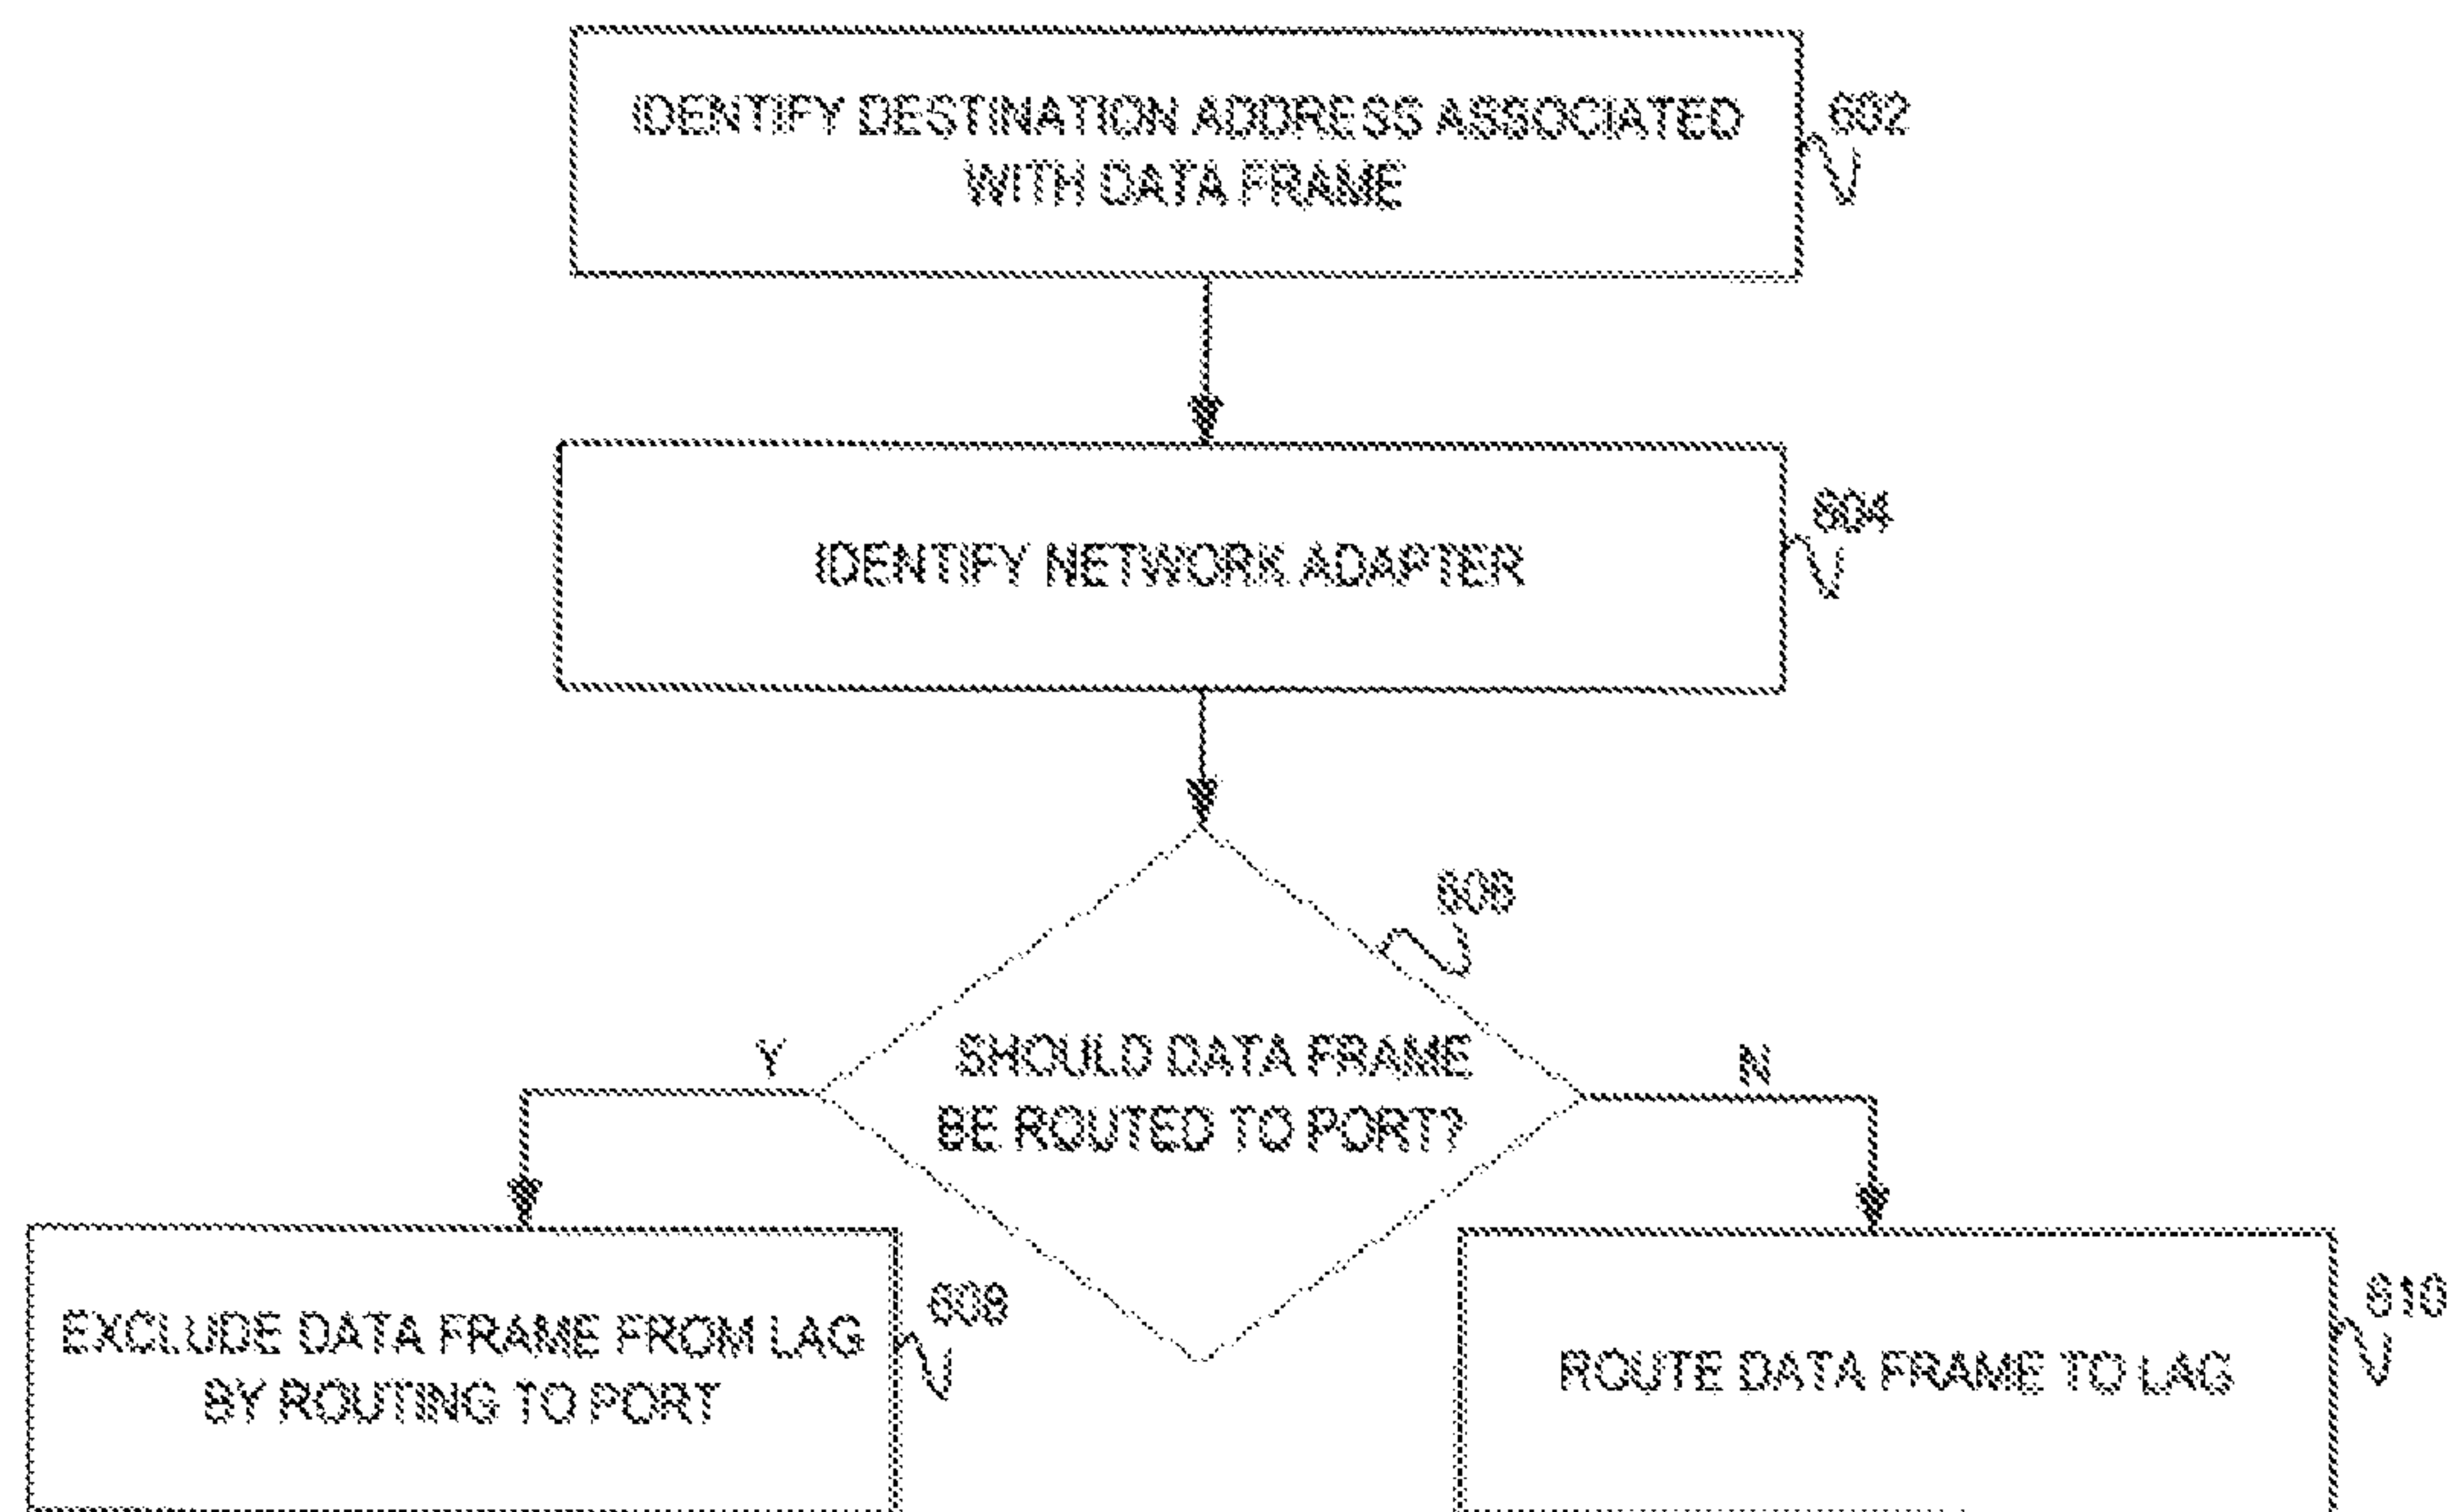 IDENTIFY DESTINATION ADDRESS ASSOCIATED
WITH DATA FRAME
602
IDENTIFY NETWORK ADAPTER
604
606
SHOULD DATA FRAME
BE ROUTED TO PORT?
Y
N
EXCLUDE DATA FRAME FROM LAG
BY ROUTING TO PORT
608
ROUTE DATA FRAME TO LAG
610